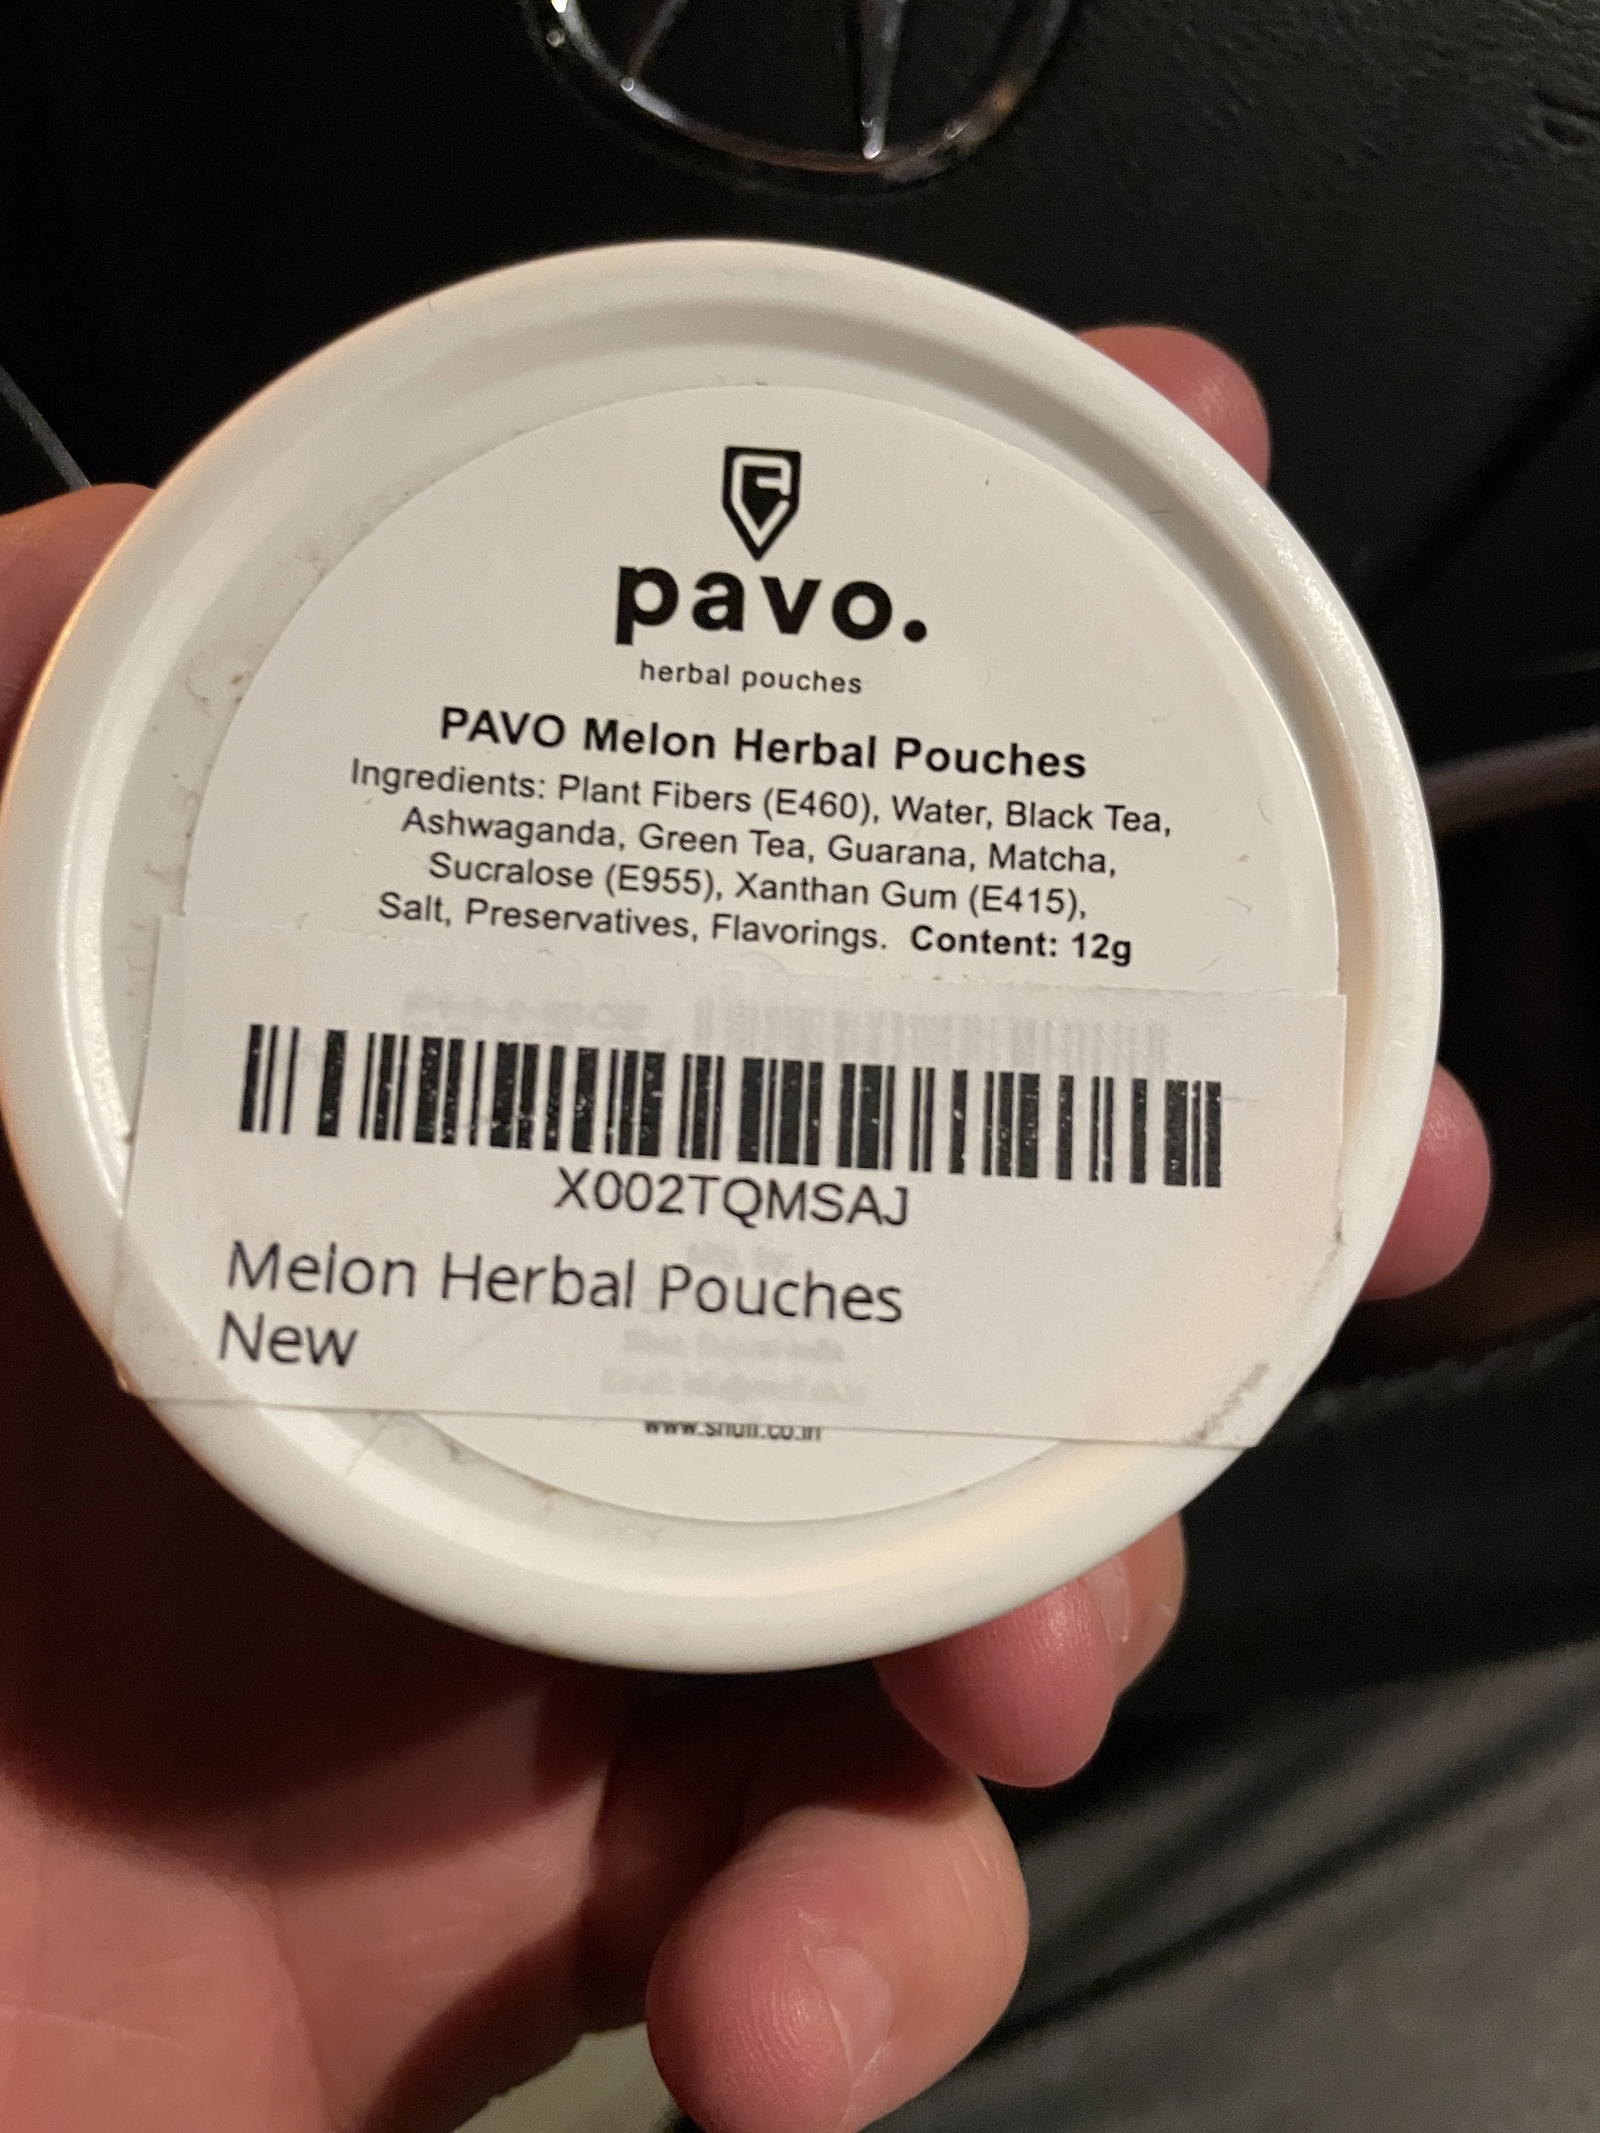 pavo.
herbal pouches
PAVO Melon Herbal Pouches
Ingredients: Plant Fibers (E460), Water, Black Tea,
Ashwaganda, Green Tea, Guarana, Matcha,
Sucralose (E955), Xanthan Gum (E415),
Salt, Preservatives, Flavorings. Content: 12g
X002TQMSAJ
Melon Herbal Pouches
New